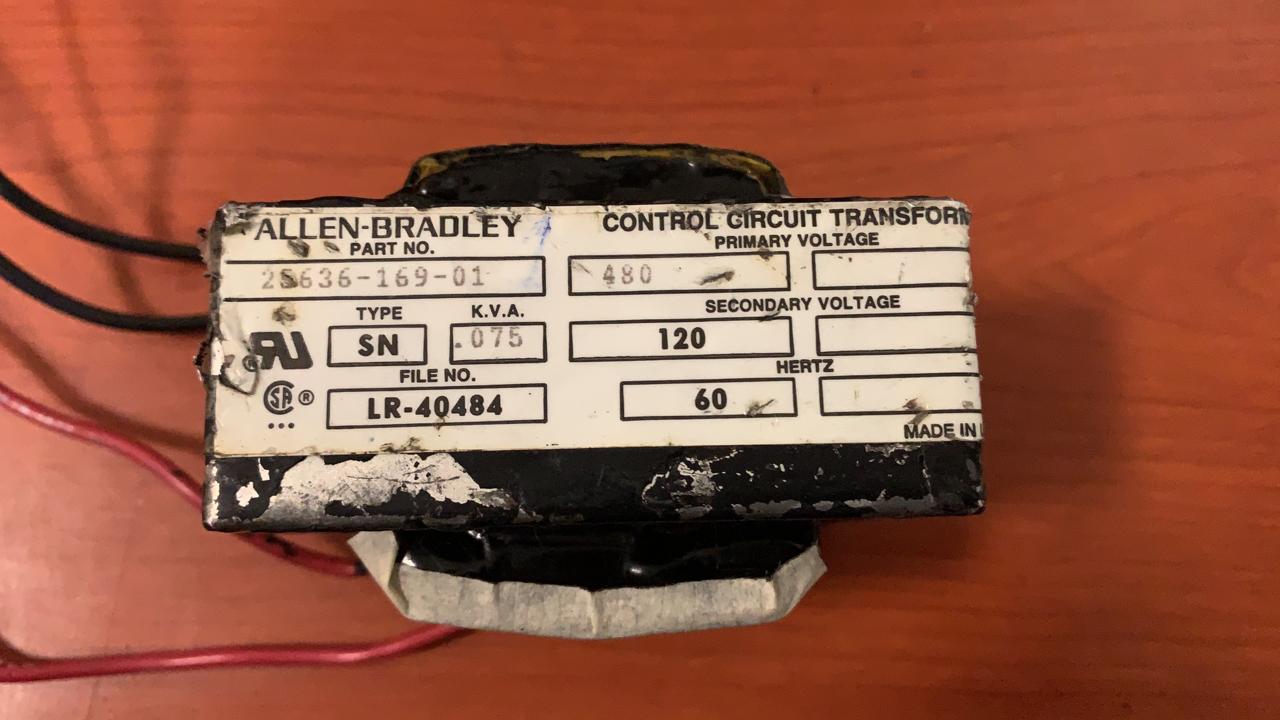 ALLEN-BRADLEY CONTROL CIRCUIT TRANSFORM
PART NO. PRIMARY VOLTAGE
480
TYPE K.V.A. SECONDARY VOLTAGE
SN .075 120
FILE NO. HERTZ
SA ®
LR-40484 60
MADE IN